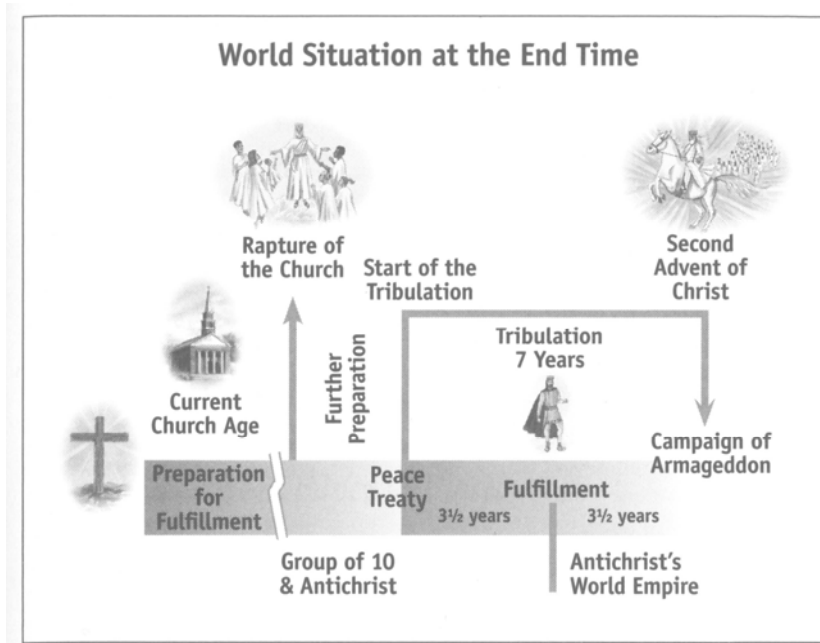 World Situation at the End Time
Rapture of
the Church
Start of the
Tribulation
Second
Advent of
Christ
Further
Preparation
Tribulation
7 Years
Current
Church Age
Campaign of
Armageddon
Preparation
for
Fulfillment
Peace
Treaty
Fulfillment
3½ years
3½ years
Group of 10
& Antichrist
Antichrist's
World Empire